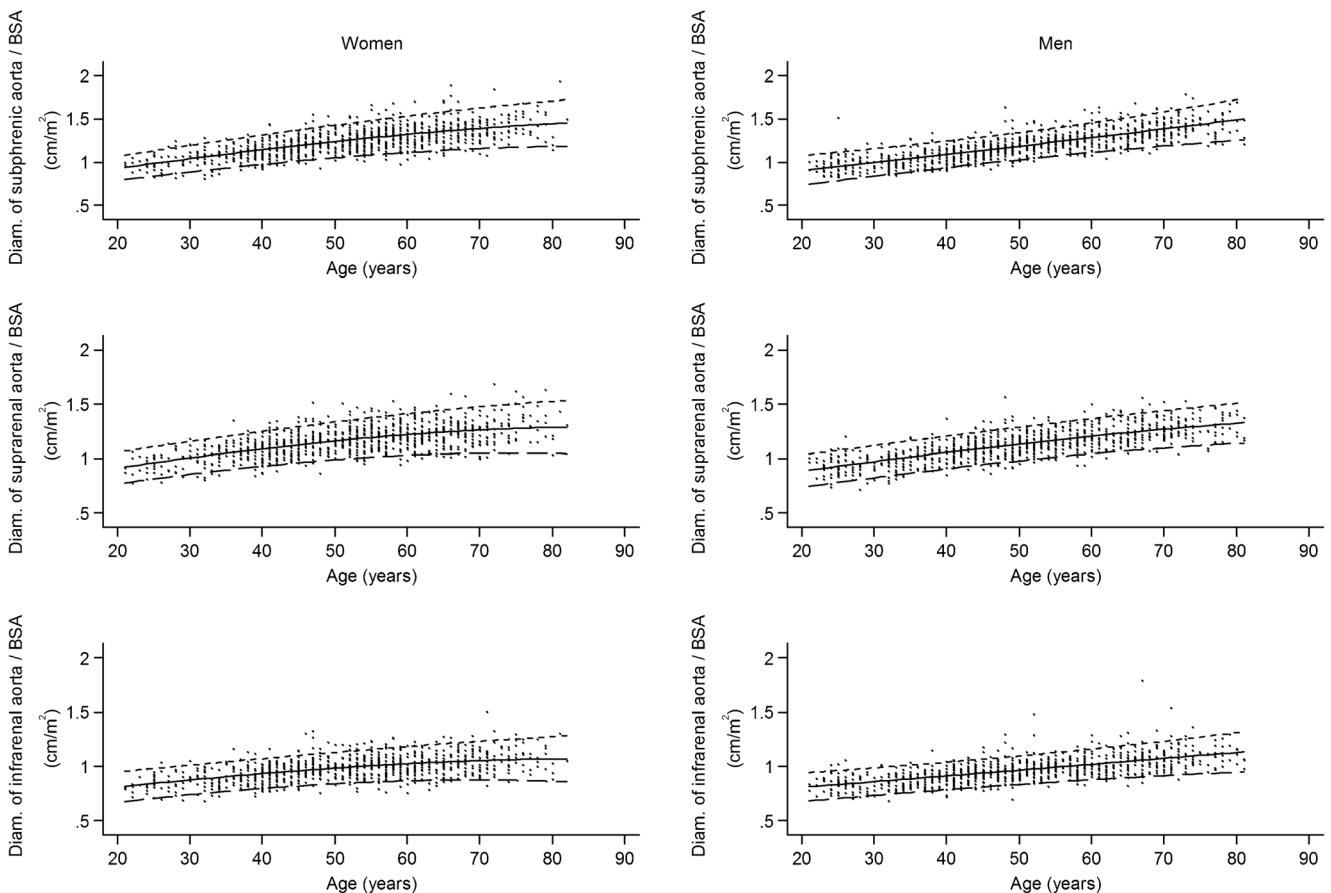 Women
Diam. of subphrenic aorta / BSA
(cm/m²)
2
1.5
1
.5
20 30 40 50 60 70 80 90
Age (years)
Men
Diam. of subphrenic aorta / BSA
(cm/m²)
2
1.5
1
.5
20 30 40 50 60 70 80 90
Age (years)
Diam. of suprarenal aorta / BSA
(cm/m²)
2
1.5
1
.5
20 30 40 50 60 70 80 90
Age (years)
Diam. of suprarenal aorta / BSA
(cm/m²)
2
1.5
1
.5
20 30 40 50 60 70 80 90
Age (years)
Diam. of infrarenal aorta / BSA
(cm/m²)
2
1.5
1
.5
20 30 40 50 60 70 80 90
Age (years)
Diam. of infrarenal aorta / BSA
(cm/m²)
2
1.5
1
.5
20 30 40 50 60 70 80 90
Age (years)